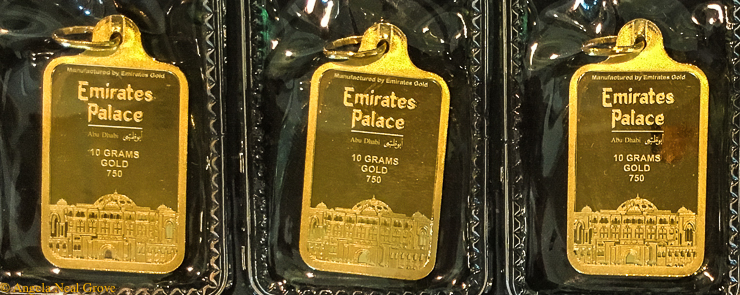 Manufactured by Emirates Gold
Emirates
Palace
Abu Dhabi أبوظبي
10 GRAMS
GOLD
750
Manufactured by Emirates Gold
Emirates
Palace
Abu Dhabi أبوظبي
10 GRAMS
GOLD
750
Manufactured by Emirates Gold
Emirates
Palace
Abu Dhabi أبوظبي
10 GRAMS
GOLD
750
© Angela Neal Grove